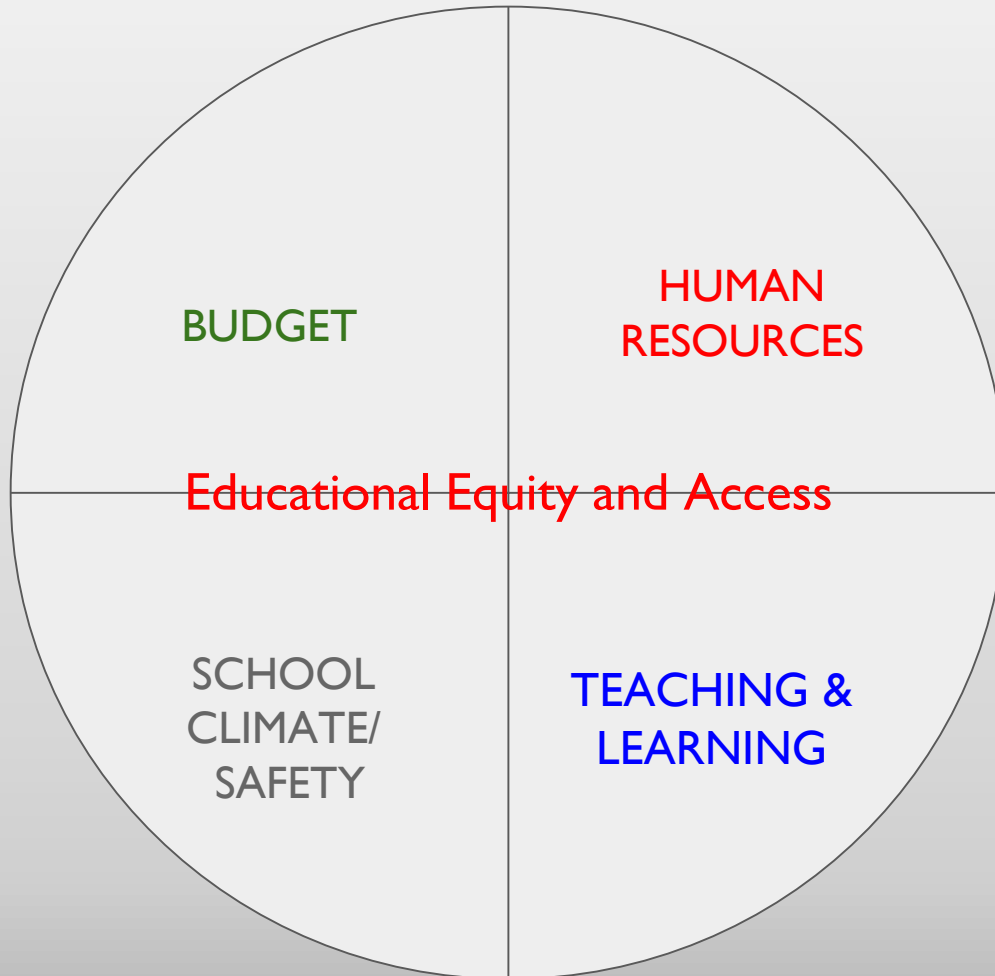 BUDGET
HUMAN
RESOURCES
Educational Equity and Access
SCHOOL
CLIMATE/
SAFETY
TEACHING &
LEARNING